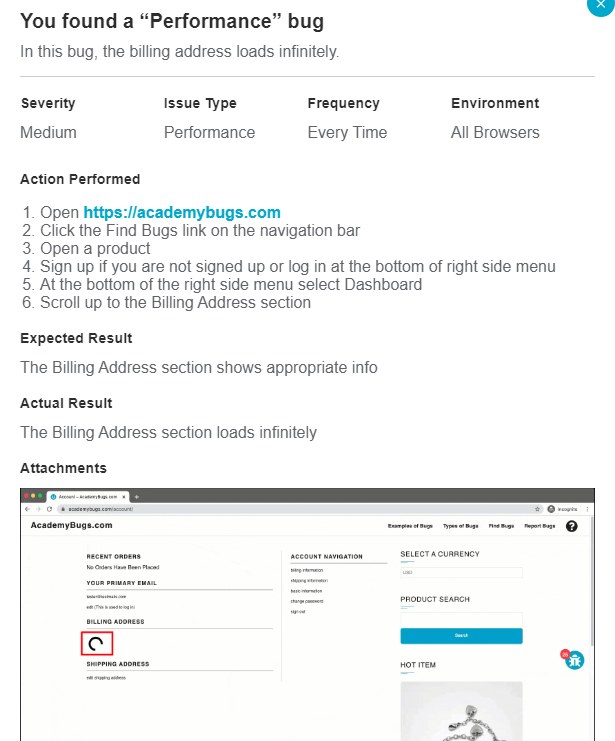 You found a “Performance” bug
In this bug, the billing address loads infinitely.
Severity Issue Type Frequency Environment
Medium Performance Every Time All Browsers
Action Performed
1. Open https://academybugs.com
2. Click the Find Bugs link on the navigation bar
3. Open a product
4. Sign up if you are not signed up or log in at the bottom of right side menu
5. At the bottom of the right side menu select Dashboard
6. Scroll up to the Billing Address section
Expected Result
The Billing Address section shows appropriate info
Actual Result
The Billing Address section loads infinitely
Attachments
Account – AcademyBugs.com
academybugs.com/account/ Incognito
AcademyBugs.com Examples of Bugs Types of Bugs Find Bugs Report Bugs ?
RECENT ORDERS
No Orders Have Been Placed
YOUR PRIMARY EMAIL
edit (This is used to log in)
BILLING ADDRESS
SHIPPING ADDRESS
edit shipping address
ACCOUNT NAVIGATION
billing information
shipping information
basic information
change password
sign out
SELECT A CURRENCY
USD
PRODUCT SEARCH
Search
HOT ITEM